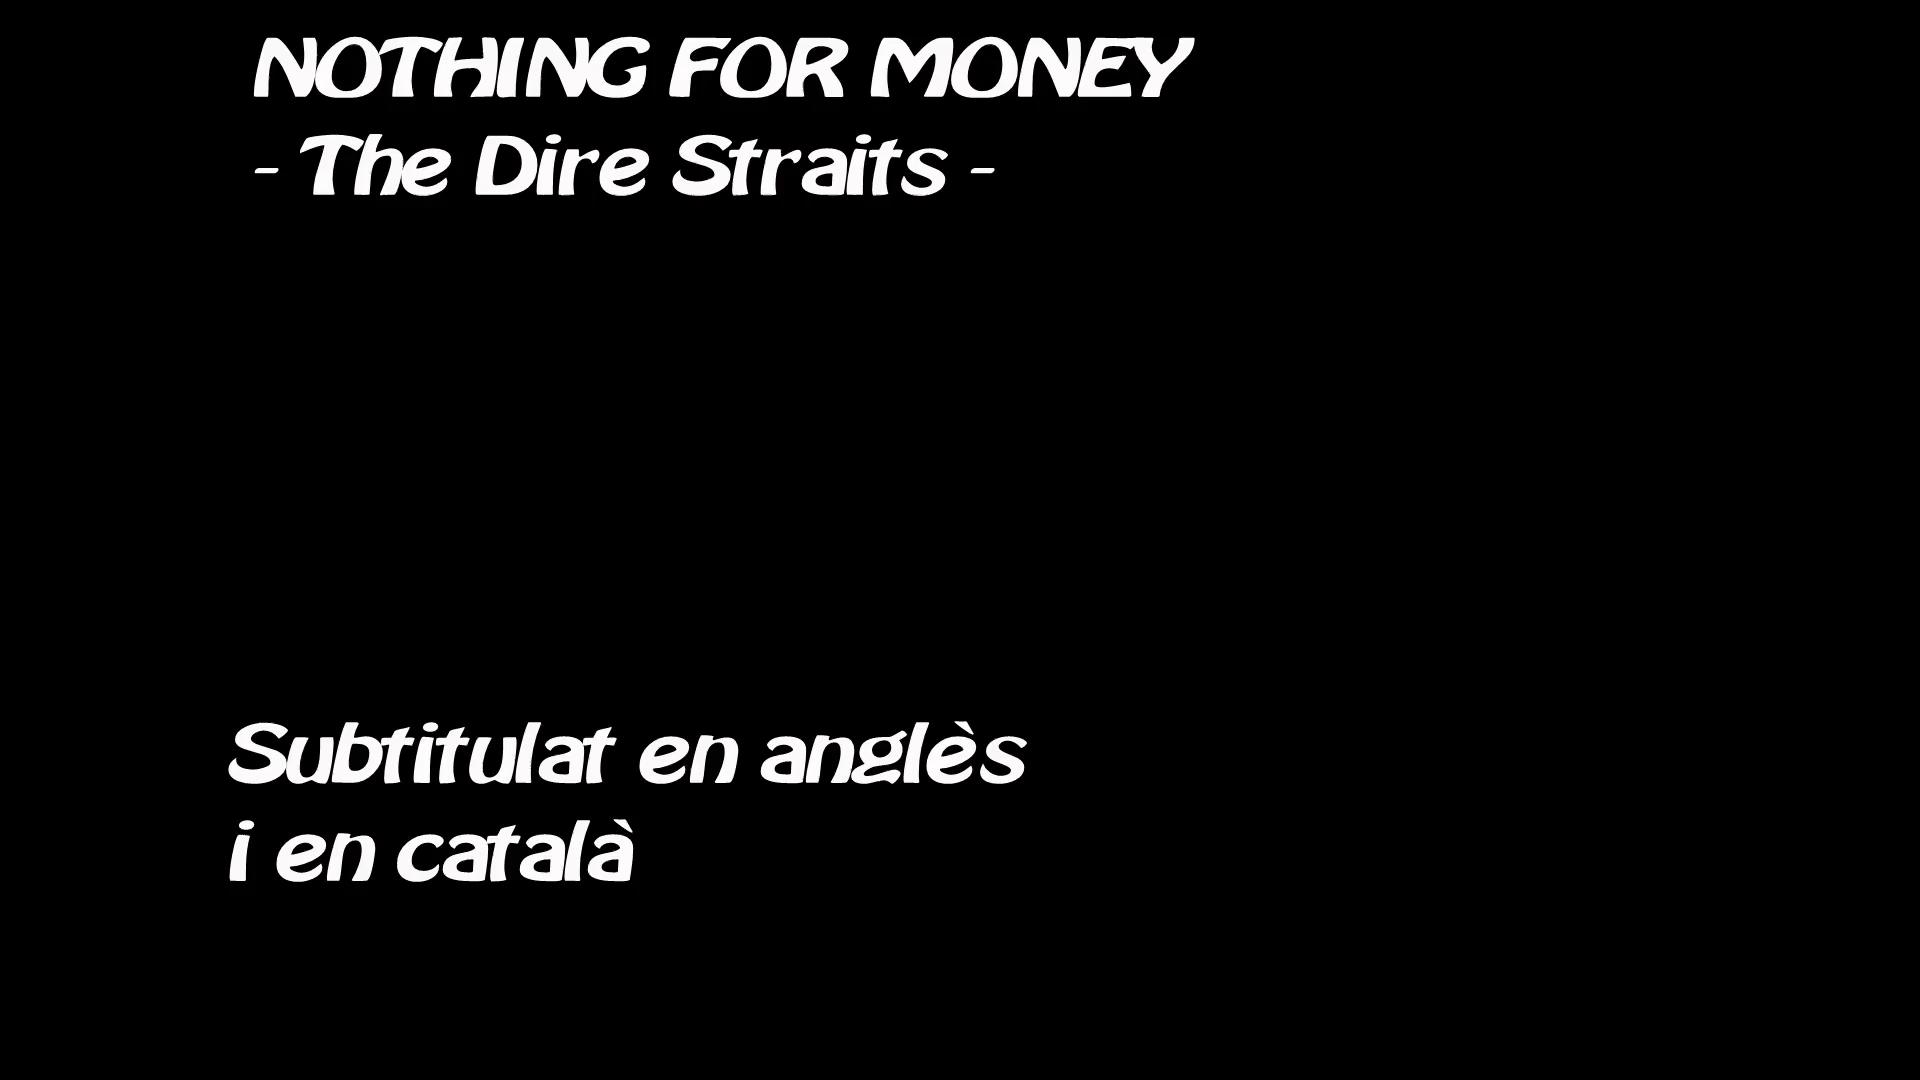 NOTHING FOR MONEY
- The Dire Straits -
Subtitulat en anglès
i en català